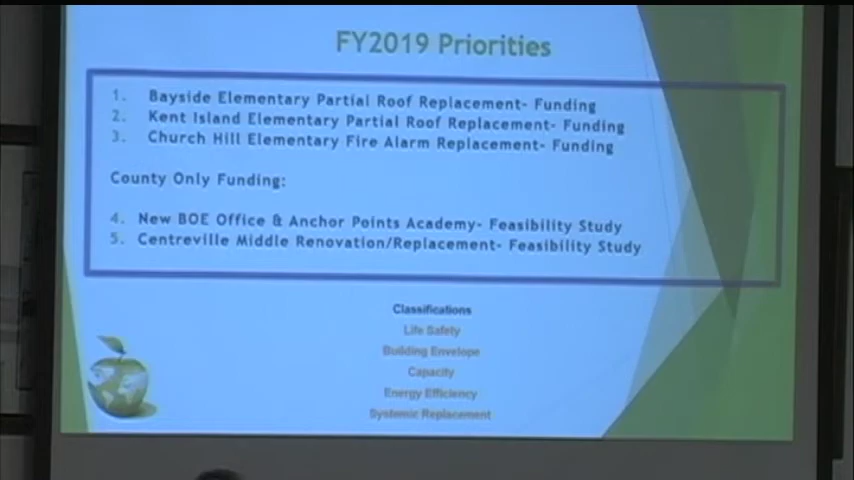 FY2019 Priorities
1. Bayside Elementary Partial Roof Replacement- Funding
2. Kent Island Elementary Partial Roof Replacement- Funding
3. Church Hill Elementary Fire Alarm Replacement- Funding
County Only Funding:
4. New BOE Office & Anchor Points Academy- Feasibility Study
5. Centreville Middle Renovation/Replacement- Feasibility Study
Classifications
Life Safety
Building Envelope
Capacity
Energy Efficiency
Systemic Replacement